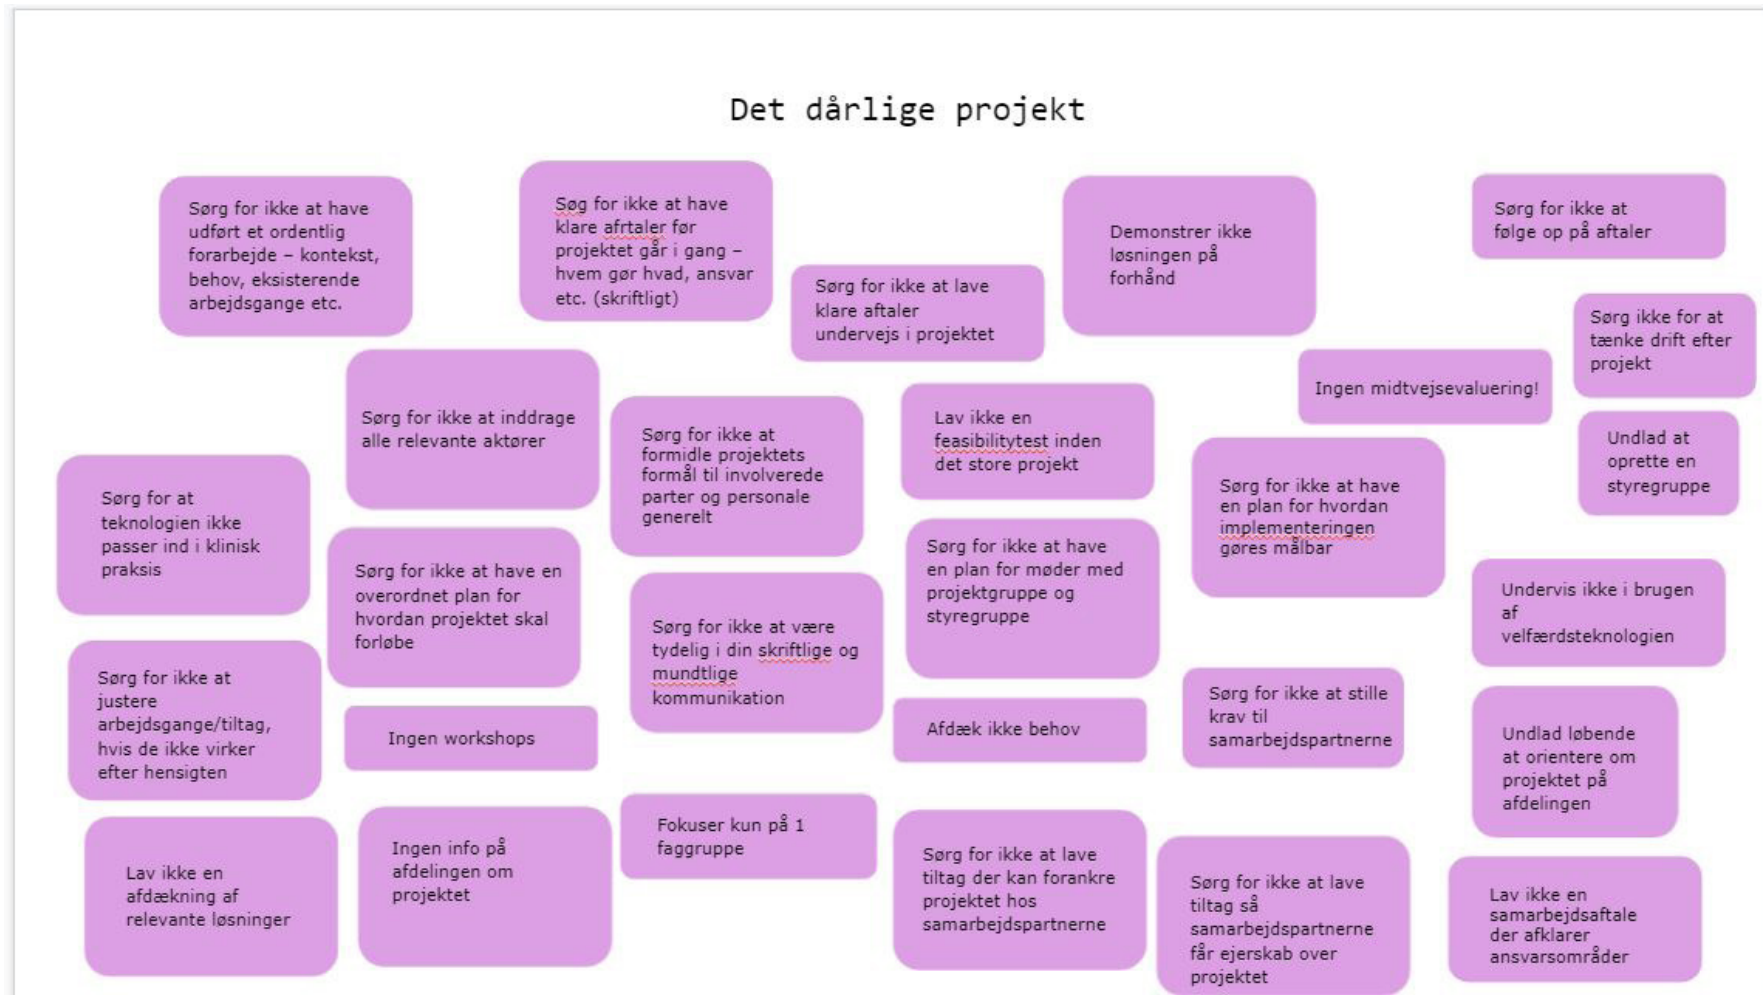 Det dårlige projekt
Sørg for ikke at have
udført et ordentlig
forarbejde – kontekst,
behov, eksisterende
arbejdsgange etc.
Søg for ikke at have
klare afrtaler før
projektet går i gang –
hvem gør hvad, ansvar
etc. (skriftligt)
Sørg for ikke at lave
klare aftaler
undervejs i projektet
Demonstrer ikke
løsningen på
forhånd
Sørg for ikke at
følge op på aftaler
Sørg ikke for at
tænke drift efter
projekt
Ingen midtvejsevaluering!
Sørg for ikke at inddrage
alle relevante aktører
Sørg for ikke at
formidle projektets
formål til involverede
parter og personale
generelt
Lav ikke en
feasibilitytest inden
det store projekt
Undlad at
oprette en
styregruppe
Sørg for ikke at have
en plan for hvordan
implementeringen
gøres målbar
Sørg for at
teknologien ikke
passer ind i klinisk
praksis
Sørg for ikke at have en
overordnet plan for
hvordan projektet skal
forløbe
Sørg for ikke at have
en plan for møder med
projektgruppe og
styregruppe
Undervis ikke i brugen
af
velfærdsteknologien
Sørg for ikke at være
tydelig i din skriftlige og
mundtlige
kommunikation
Sørg for ikke at
justere
arbejdsgange/tiltag,
hvis de ikke virker
efter hensigten
Ingen workshops
Afdæk ikke behov
Sørg for ikke at stille
krav til
samarbejdspartnerne
Undlad løbende
at orientere om
projektet på
afdelingen
Lav ikke en
afdækning af
relevante løsninger
Ingen info på
afdelingen om
projektet
Fokuser kun på 1
faggruppe
Sørg for ikke at lave
tiltag der kan forankre
projektet hos
samarbejdspartnerne
Sørg for ikke at lave
tiltag så
samarbejdspartnerne
får ejerskab over
projektet
Lav ikke en
samarbejdsaftale
der afklarer
ansvarsområder